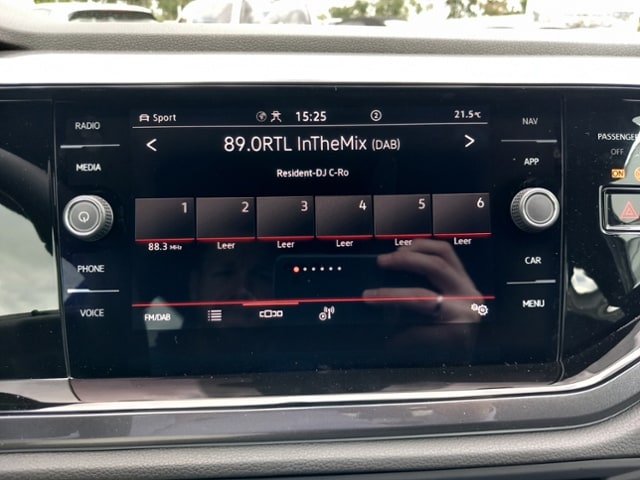 RADIO
MEDIA
PHONE
VOICE
Sport
15:25
2
21.5°C
89.0RTL InTheMix (DAB)
Resident-DJ C-Ro
1 2 3 4 5 6
88.3 MHz Leer Leer Leer Leer Leer
FM/DAB
NAV
APP
CAR
MENU
PASSENGER
OFF
ON